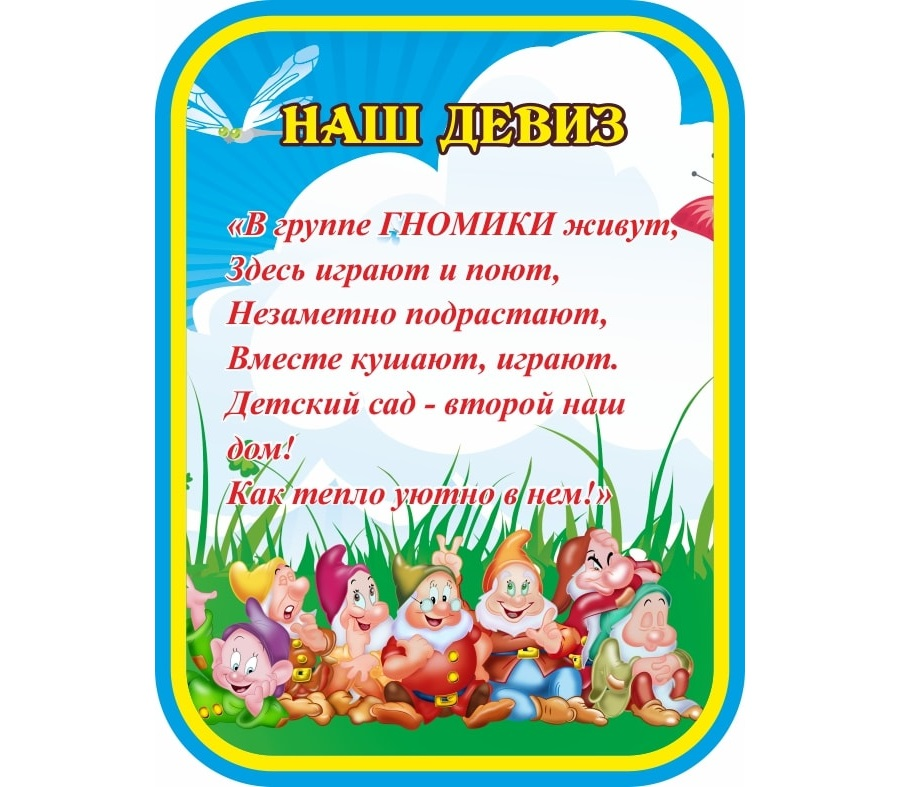 НАШ ДЕВИЗ
«В группе ГНОМИКИ живут,
Здесь играют и поют,
Незаметно подрастают,
Вместе кушают, играют.
Детский сад - второй наш
дом!
Как тепло уютно в нем!»